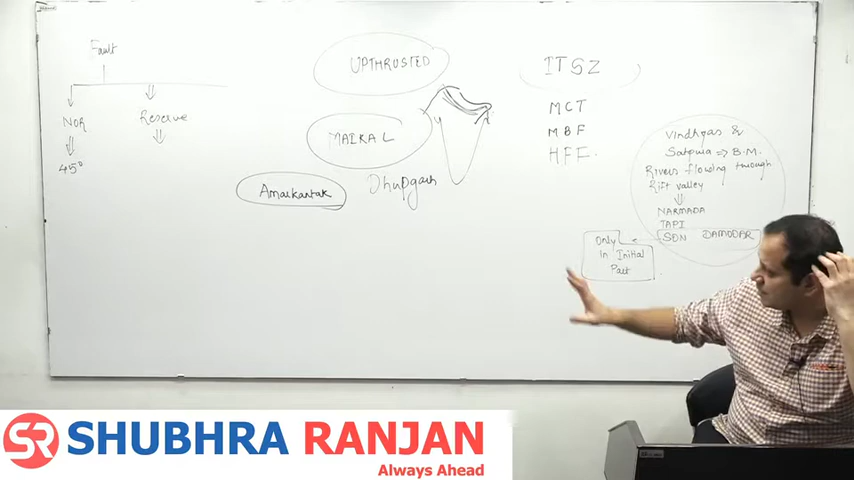 Fault
NOR
Reserve
45°
UPTHRUSTED
MAIKAL
Amarkantak
Dhupgarh
ITSZ
MCT
MBF
HFF
Vindhyas &
Satpura ⇒ B.M.
Rivers flowing through
Rift valley
NARMADA
TAPI
SON DAMODAR
Only
In Initial
Part
SR
SHUBHRA RANJAN
Always Ahead